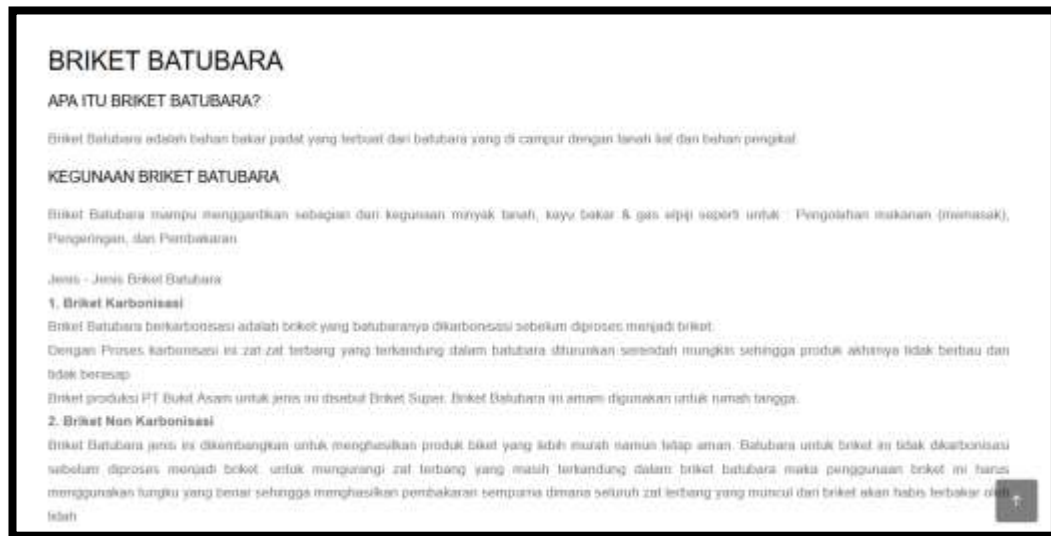 BRIKET BATUBARA
APA ITU BRIKET BATUBARA?
Briket Batubara adalah bahan bakar padat yang terbuat dari batubara yang di campur dengan tanah liat dan bahan pengikat
KEGUNAAN BRIKET BATUBARA
Briket Batubara mampu menggantikan sebagian dari kegunaan minyak tanah, kayu bakar & gas elpiji seperti untuk : Pengolahan makanan (memasak),
Pengeringan, dan Pembakaran
Jenis - Jenis Briket Batubara
1. Briket Karbonisasi
Briket Batubara berkarbonisasi adalah briket yang batubaranya dikarbonisasi sebelum diproses menjadi briket.
Dengan Proses karbonisasi ini zat zat terbang yang terkandung dalam batubara diturunkan serendah mungkin sehingga produk akhirnya tidak berbau dan
tidak berasap
Briket produksi PT Bukit Asam untuk jenis ini disebut Briket Super. Briket Batubara ini aman digunakan untuk rumah tangga.
2. Briket Non Karbonisasi
Briket Batubara jenis ini dikembangkan untuk menghasilkan produk biket yang lebih murah namun tetap aman. Batubara untuk briket ini tidak dikarbonisasi
sebelum diproses menjadi briket. untuk mengurangi zat terbang yang masih terkandung dalam briket batubara maka penggunaan briket ini harus
menggunakan tungku yang benar sehingga menghasilkan pembakaran sempurna dimana seluruh zat terbang yang muncul dari briket akan habis terbakar oleh
lidah